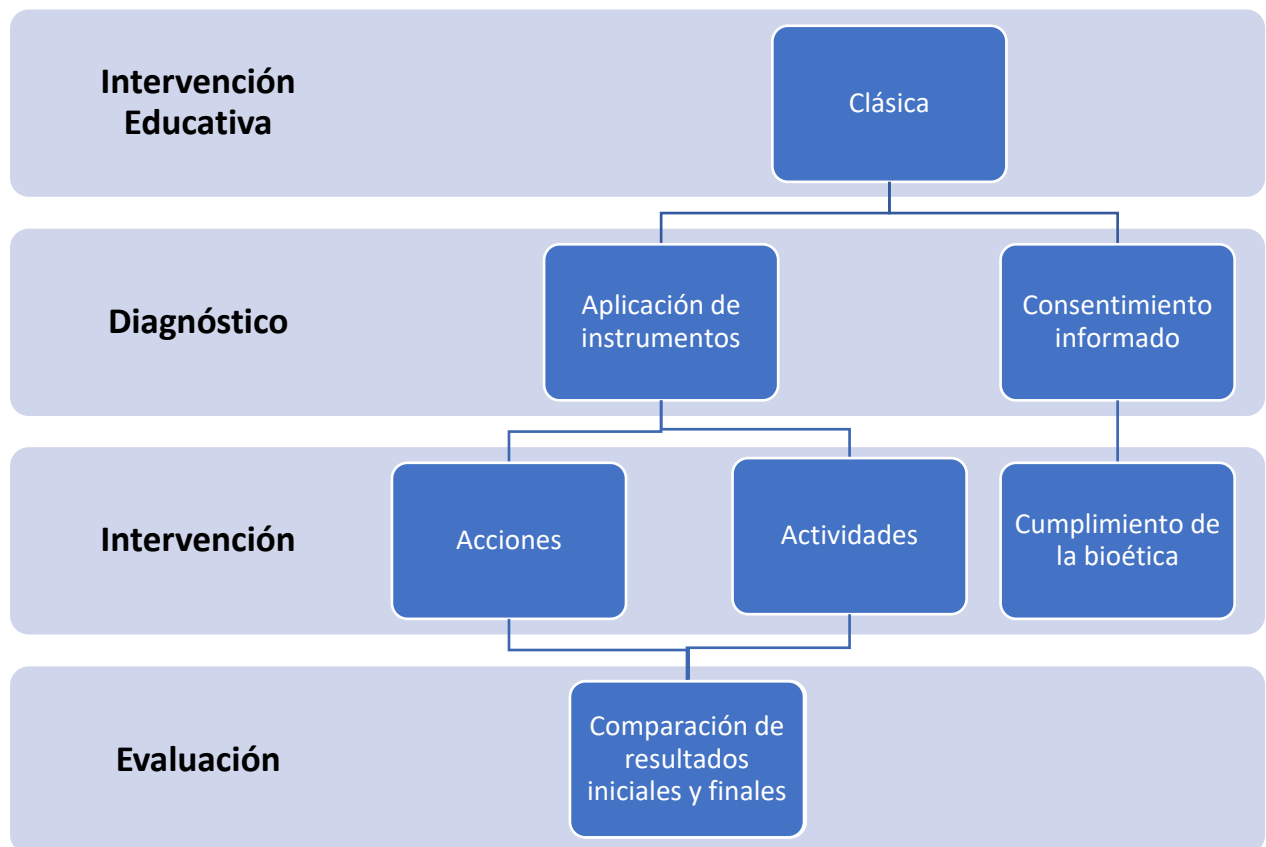 Intervención
Educativa
Clásica
Diagnóstico
Aplicación de
instrumentos
Consentimiento
informado
Intervención
Acciones
Actividades
Cumplimiento de
la bioética
Evaluación
Comparación de
resultados
iniciales y finales